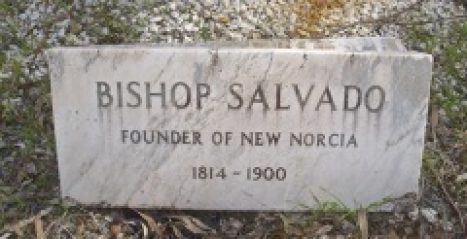 BISHOP SALVADO
FOUNDER OF NEW NORCIA
1814 - 1900